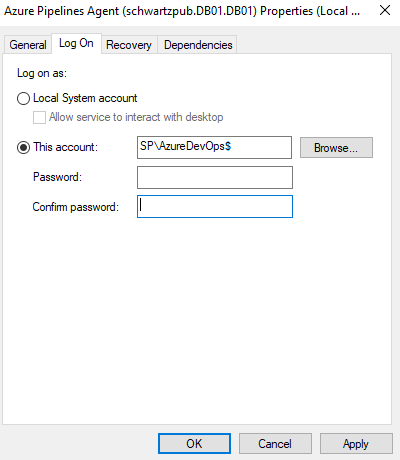 Azure Pipelines Agent (schwartzpub.DB01.DB01) Properties (Local ...
General Log On Recovery Dependencies
Log on as:
Local System account
Allow service to interact with desktop
This account: SP\AzureDevOps$ Browse...
Password:
Confirm password:
OK Cancel Apply